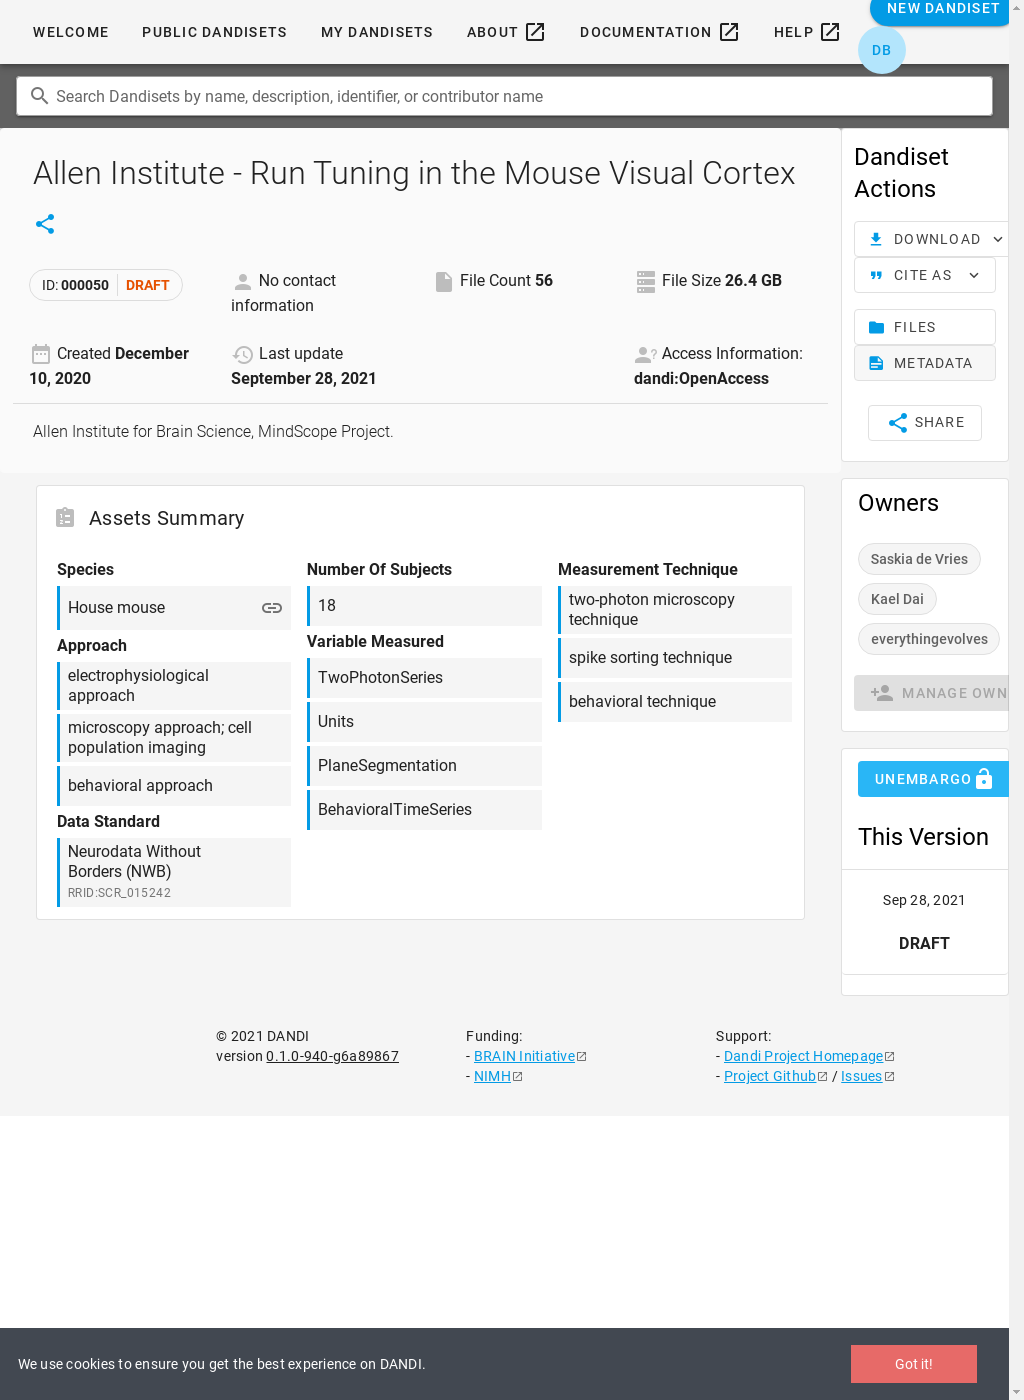 WELCOME
PUBLIC DANDISETS
MY DANDISETS
ABOUT
DOCUMENTATION
HELP
NEW DANDISET
DB
Search Dandisets by name, description, identifier, or contributor name
Allen Institute - Run Tuning in the Mouse Visual Cortex
ID: 000050 DRAFT
No contact
information
File Count 56
File Size 26.4 GB
Created December
10, 2020
Last update
September 28, 2021
Access Information:
dandi:OpenAccess
Allen Institute for Brain Science, MindScope Project.
Assets Summary
Species
House mouse
Approach
electrophysiological
approach
microscopy approach; cell
population imaging
behavioral approach
Data Standard
Neurodata Without
Borders (NWB)
RRID:SCR_015242
Number Of Subjects
18
Variable Measured
TwoPhotonSeries
Units
PlaneSegmentation
BehavioralTimeSeries
Measurement Technique
two-photon microscopy
technique
spike sorting technique
behavioral technique
Dandiset
Actions
DOWNLOAD
CITE AS
FILES
METADATA
SHARE
Owners
Saskia de Vries
Kael Dai
everythingevolves
MANAGE OWN
UNEMBARGO
This Version
Sep 28, 2021
DRAFT
© 2021 DANDI
version 0.1.0-940-g6a89867
Funding:
- BRAIN Initiative
- NIMH
Support:
- Dandi Project Homepage
- Project Github / Issues
We use cookies to ensure you get the best experience on DANDI.
Got it!